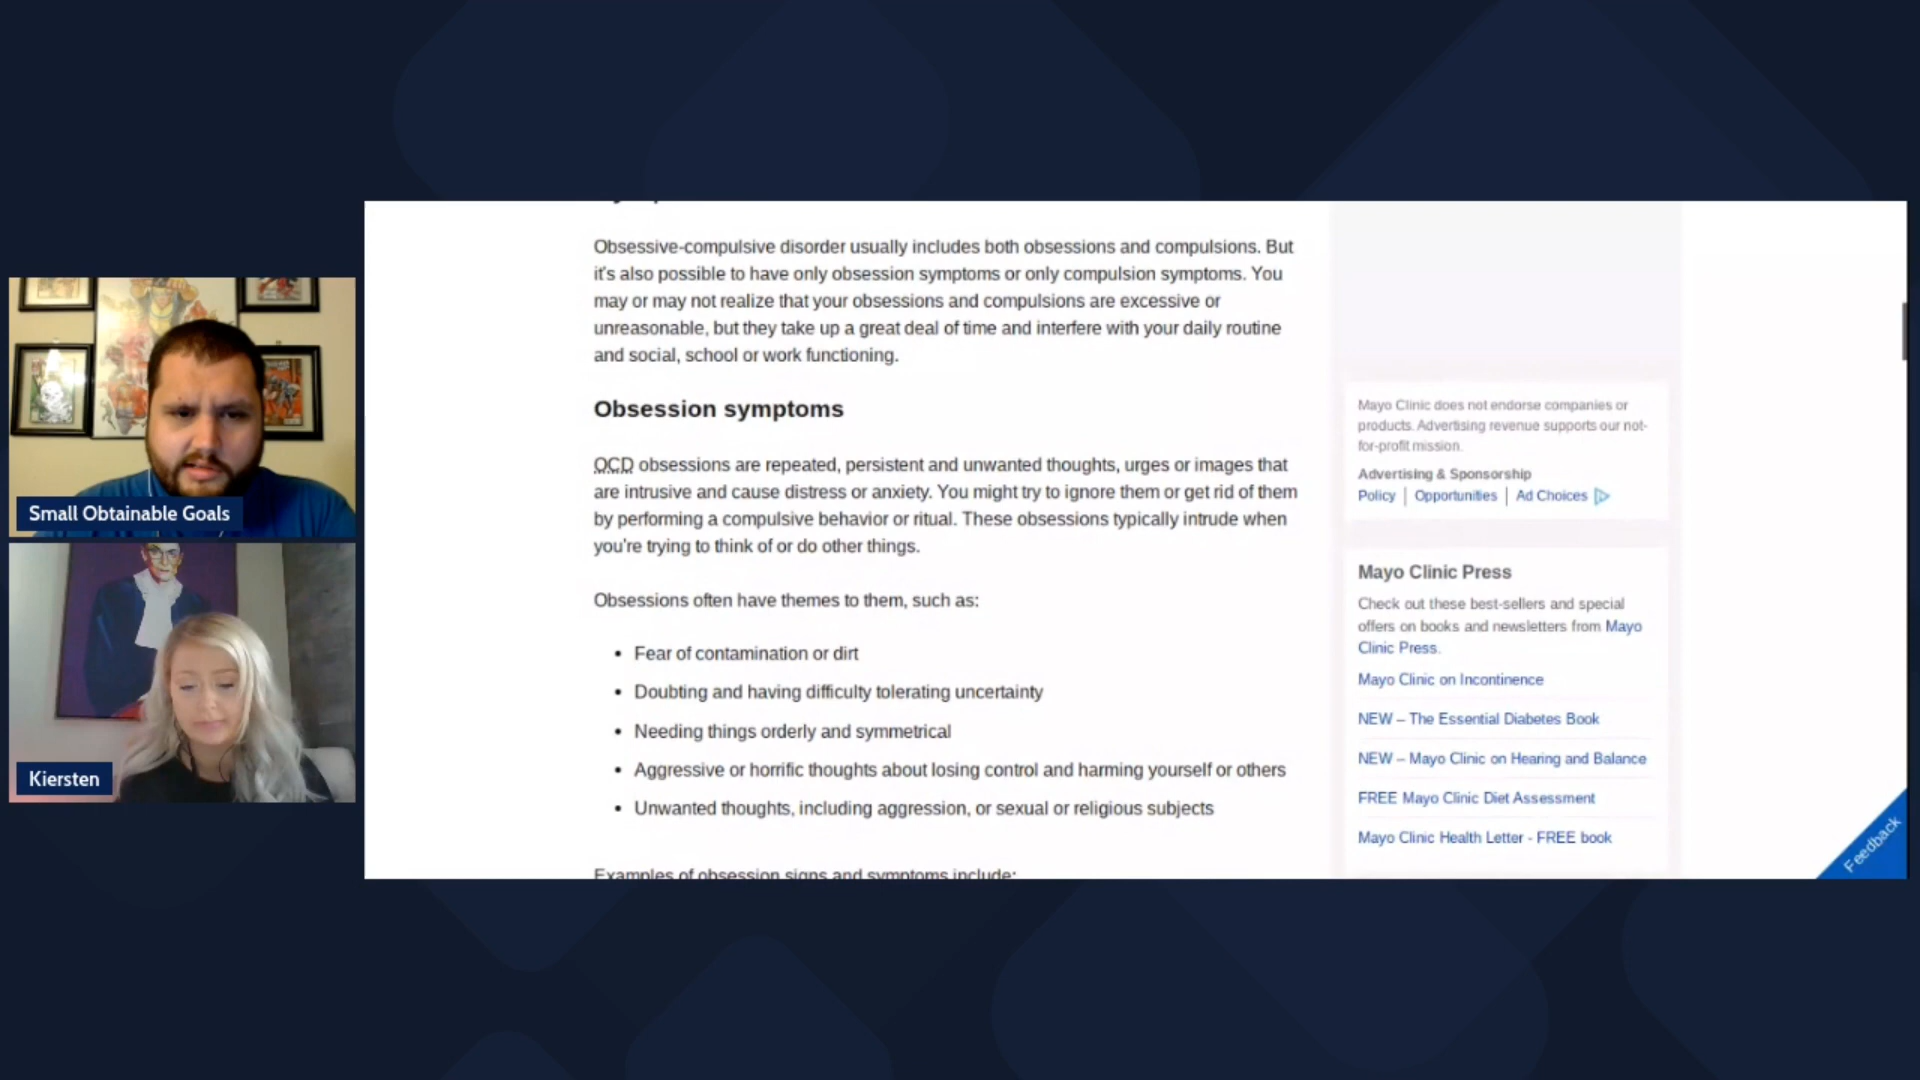 Small Obtainable Goals
Kiersten
Obsessive-compulsive disorder usually includes both obsessions and compulsions. But
it's also possible to have only obsession symptoms or only compulsion symptoms. You
may or may not realize that your obsessions and compulsions are excessive or
unreasonable, but they take up a great deal of time and interfere with your daily routine
and social, school or work functioning.
Obsession symptoms
OCD obsessions are repeated, persistent and unwanted thoughts, urges or images that
are intrusive and cause distress or anxiety. You might try to ignore them or get rid of them
by performing a compulsive behavior or ritual. These obsessions typically intrude when
you're trying to think of or do other things.
Obsessions often have themes to them, such as:
• Fear of contamination or dirt
• Doubting and having difficulty tolerating uncertainty
• Needing things orderly and symmetrical
• Aggressive or horrific thoughts about losing control and harming yourself or others
• Unwanted thoughts, including aggression, or sexual or religious subjects
Examples of obsession signs and symptoms include:
Mayo Clinic does not endorse companies or
products. Advertising revenue supports our not-
for-profit mission.
Advertising & Sponsorship
Policy | Opportunities | Ad Choices
Mayo Clinic Press
Check out these best-sellers and special
offers on books and newsletters from Mayo
Clinic Press.
Mayo Clinic on Incontinence
NEW – The Essential Diabetes Book
NEW – Mayo Clinic on Hearing and Balance
FREE Mayo Clinic Diet Assessment
Mayo Clinic Health Letter - FREE book
Feedback